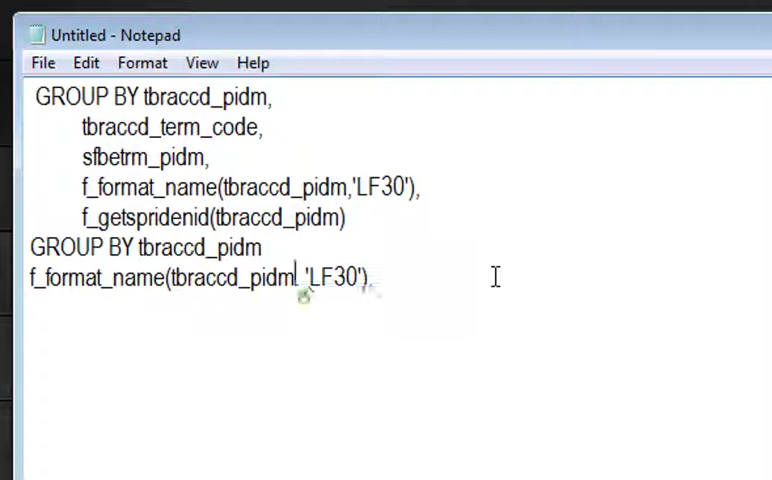 Untitled - Notepad
File Edit Format View Help
GROUP BY tbraccd_pidm,
tbraccd_term_code,
sfbetrm_pidm,
f_format_name(tbraccd_pidm,'LF30'),
f_getspridenid(tbraccd_pidm)
GROUP BY tbraccd_pidm
f_format_name(tbraccd_pidm, 'LF30'),